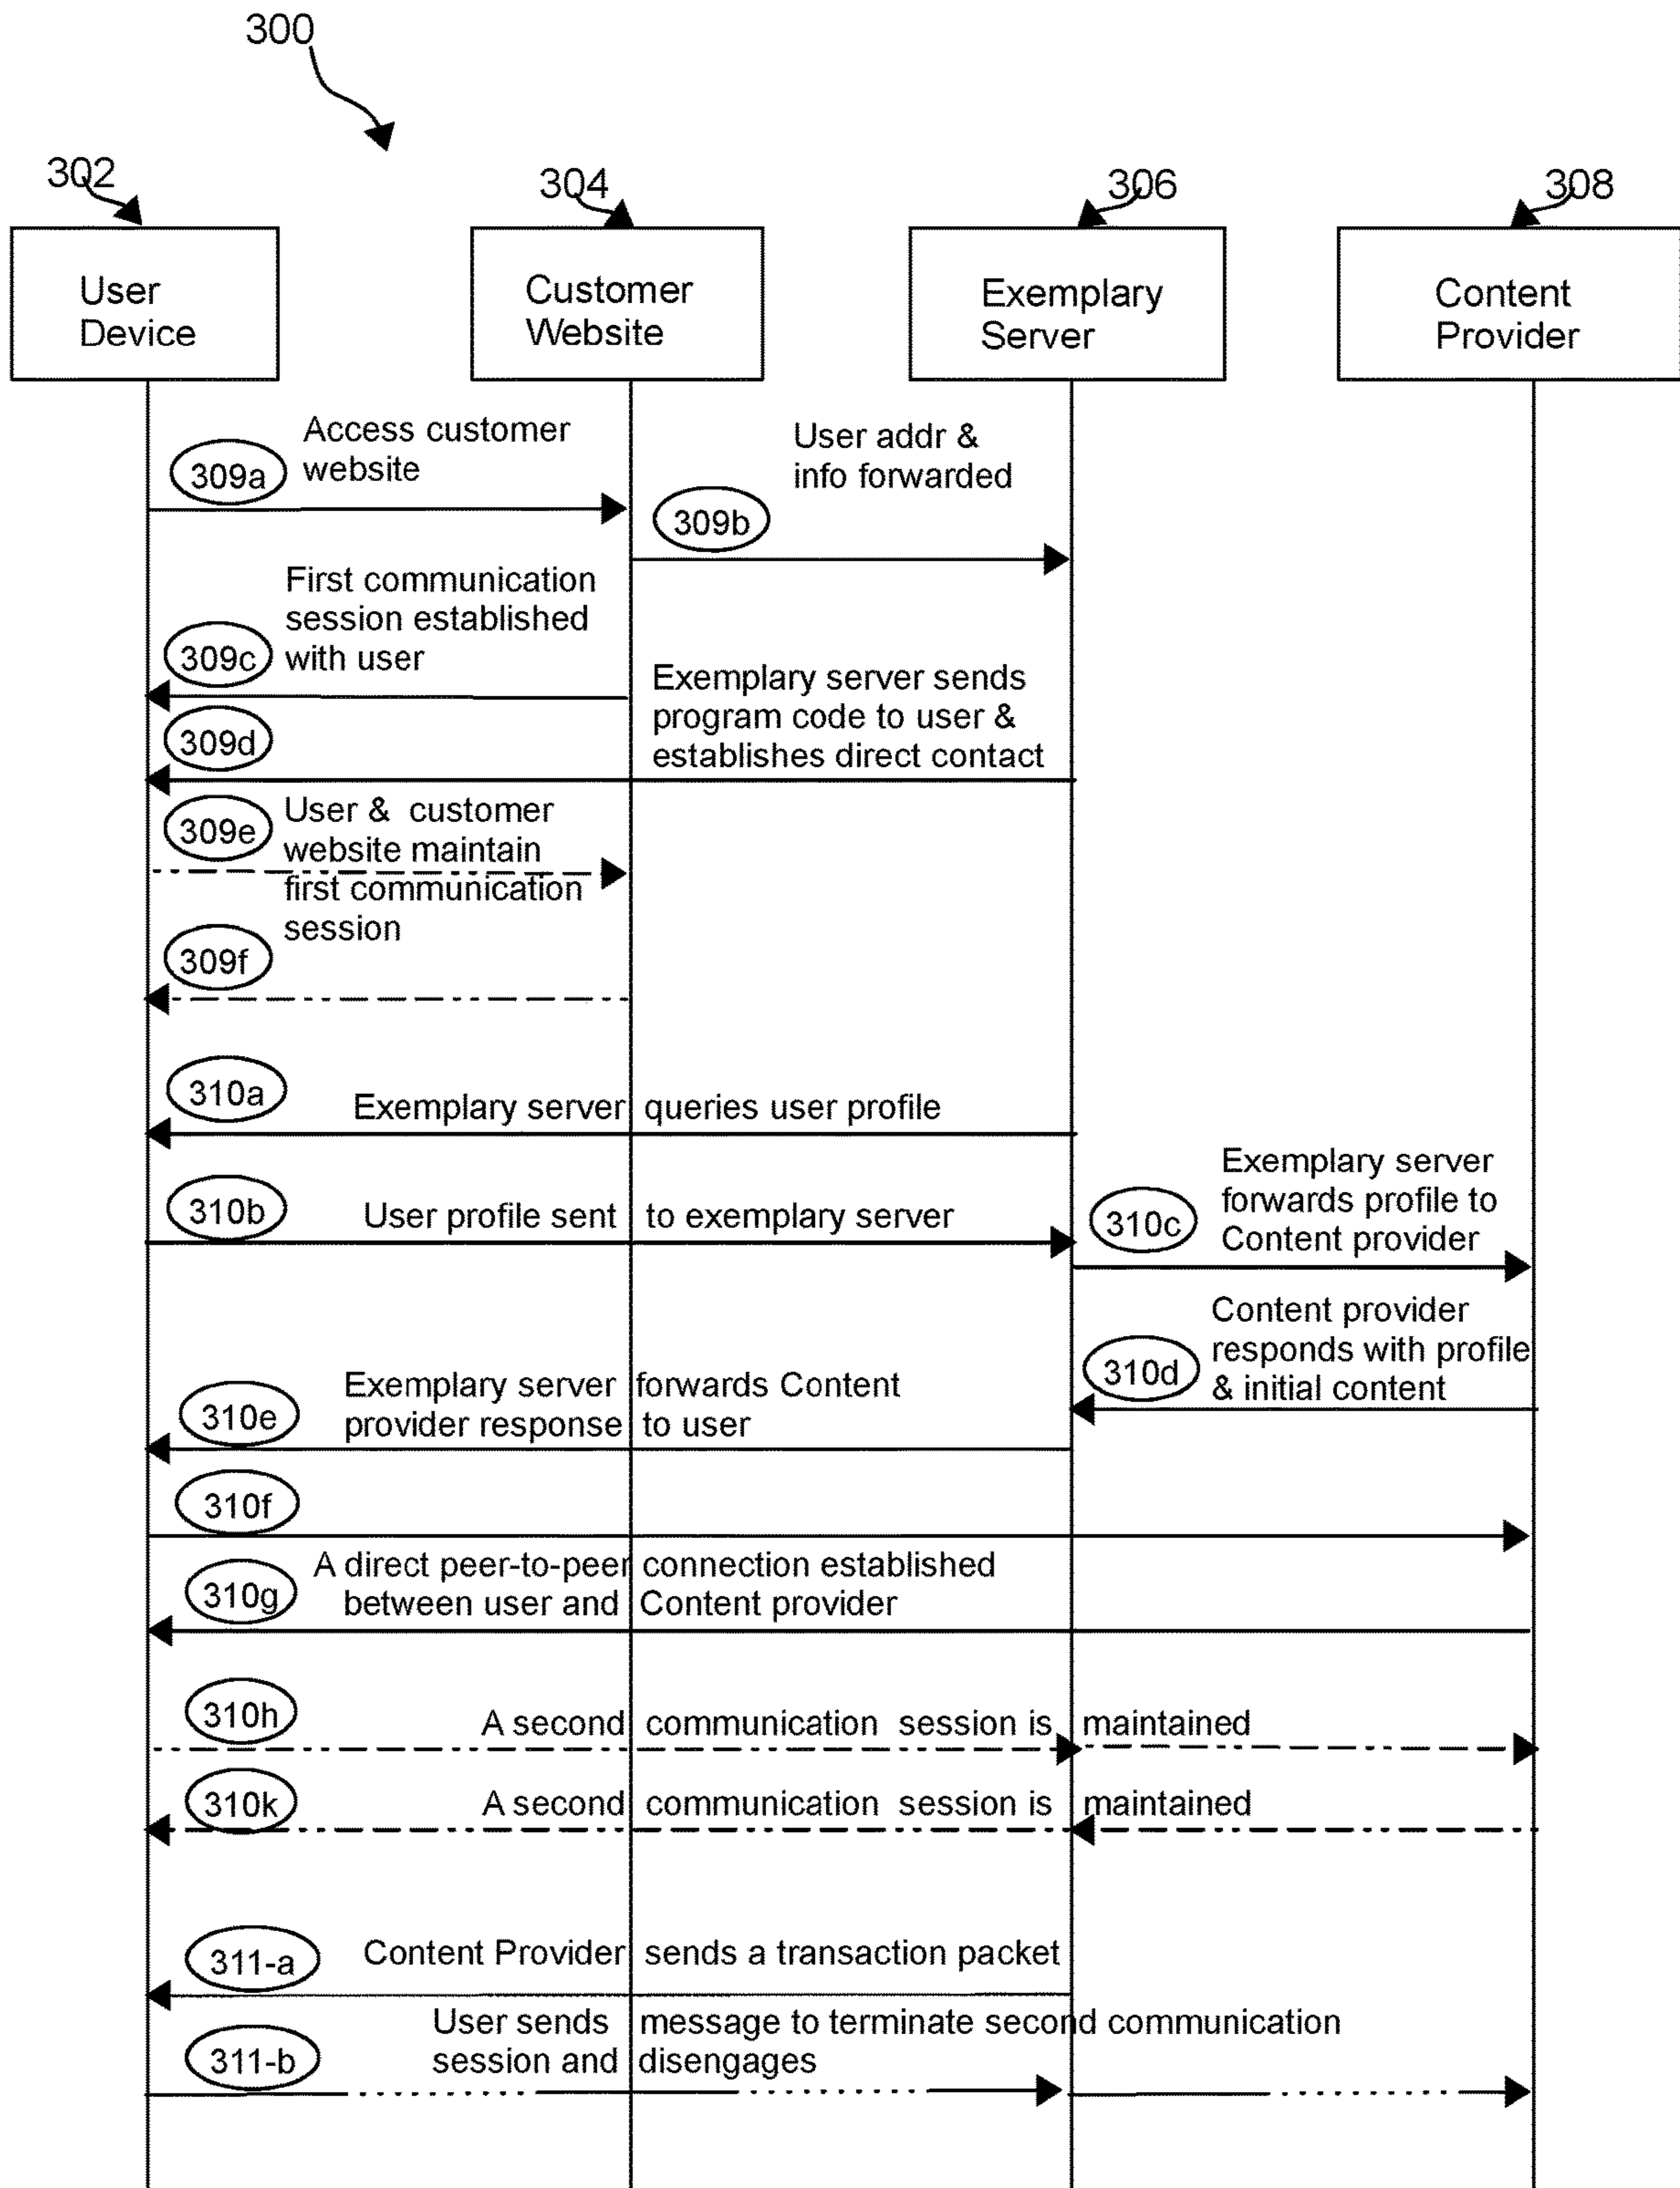 300
302
304
306
308
User
Device
Customer
Website
Exemplary
Server
Content
Provider
309a
Access customer
website
User addr &
info forwarded
309b
First communication
session established
with user
309c
Exemplary server sends
program code to user &
establishes direct contact
309d
309e
User & customer
website maintain
first communication
session
309f
310a
Exemplary server queries user profile
310b
User profile sent to exemplary server
310c
Exemplary server
forwards profile to
Content provider
Content provider
responds with profile
& initial content
310d
310e
Exemplary server forwards Content
provider response to user
310f
310g
A direct peer-to-peer connection established
between user and Content provider
310h
A second communication session is maintained
310k
A second communication session is maintained
311-a
Content Provider sends a transaction packet
311-b
User sends message to terminate second communication
session and disengages